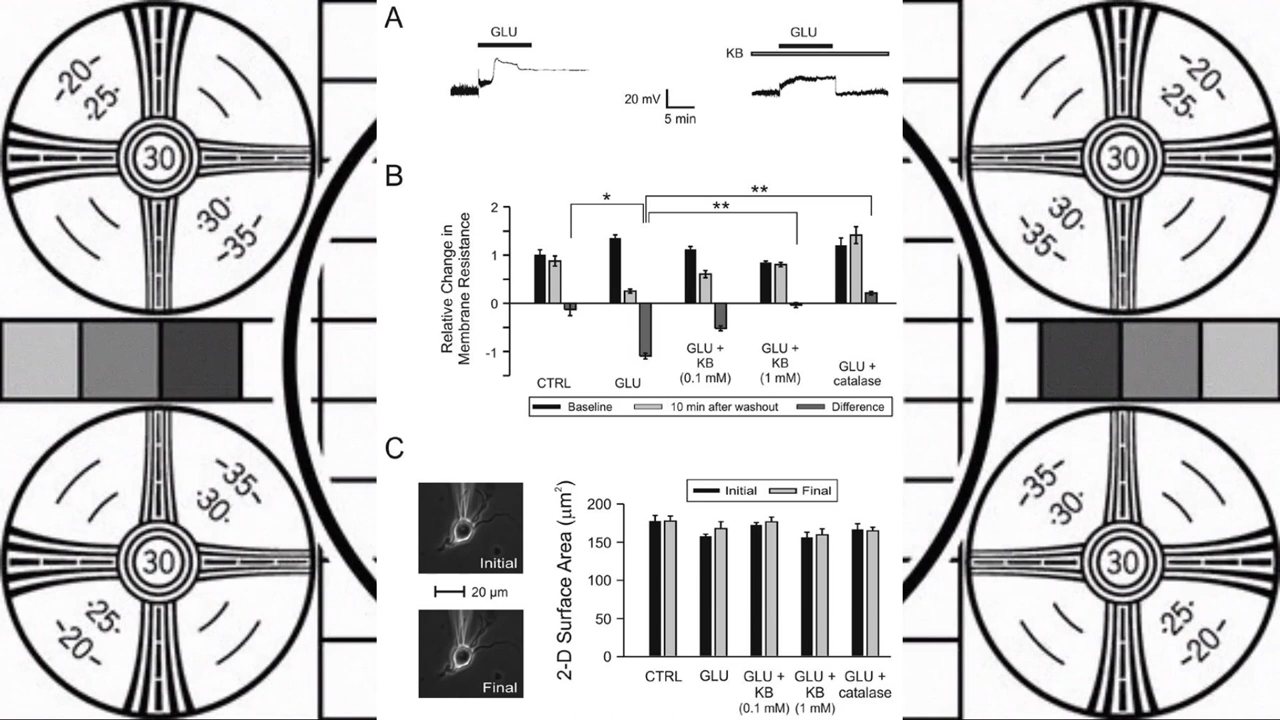 A
GLU
GLU
KB
20 mV
5 min
B
*
**
**
Relative Change in
Membrane Resistance
2
1
0
-1
CTRL
GLU
GLU +
KB
(0.1 mM)
GLU +
KB
(1 mM)
GLU +
catalase
Baseline
10 min after washout
Difference
C
Initial
20 µm
Final
2-D Surface Area (µm²)
Initial
Final
200
150
100
50
0
CTRL
GLU
GLU +
KB
(0.1 mM)
GLU +
KB
(1 mM)
GLU +
catalase
-20-
.25.
30
.30.
-35-
-20-
.25.
30
.30.
-35-
-35-
.30.
30
.25.
-20-
-35-
.30.
30
.25.
-20-